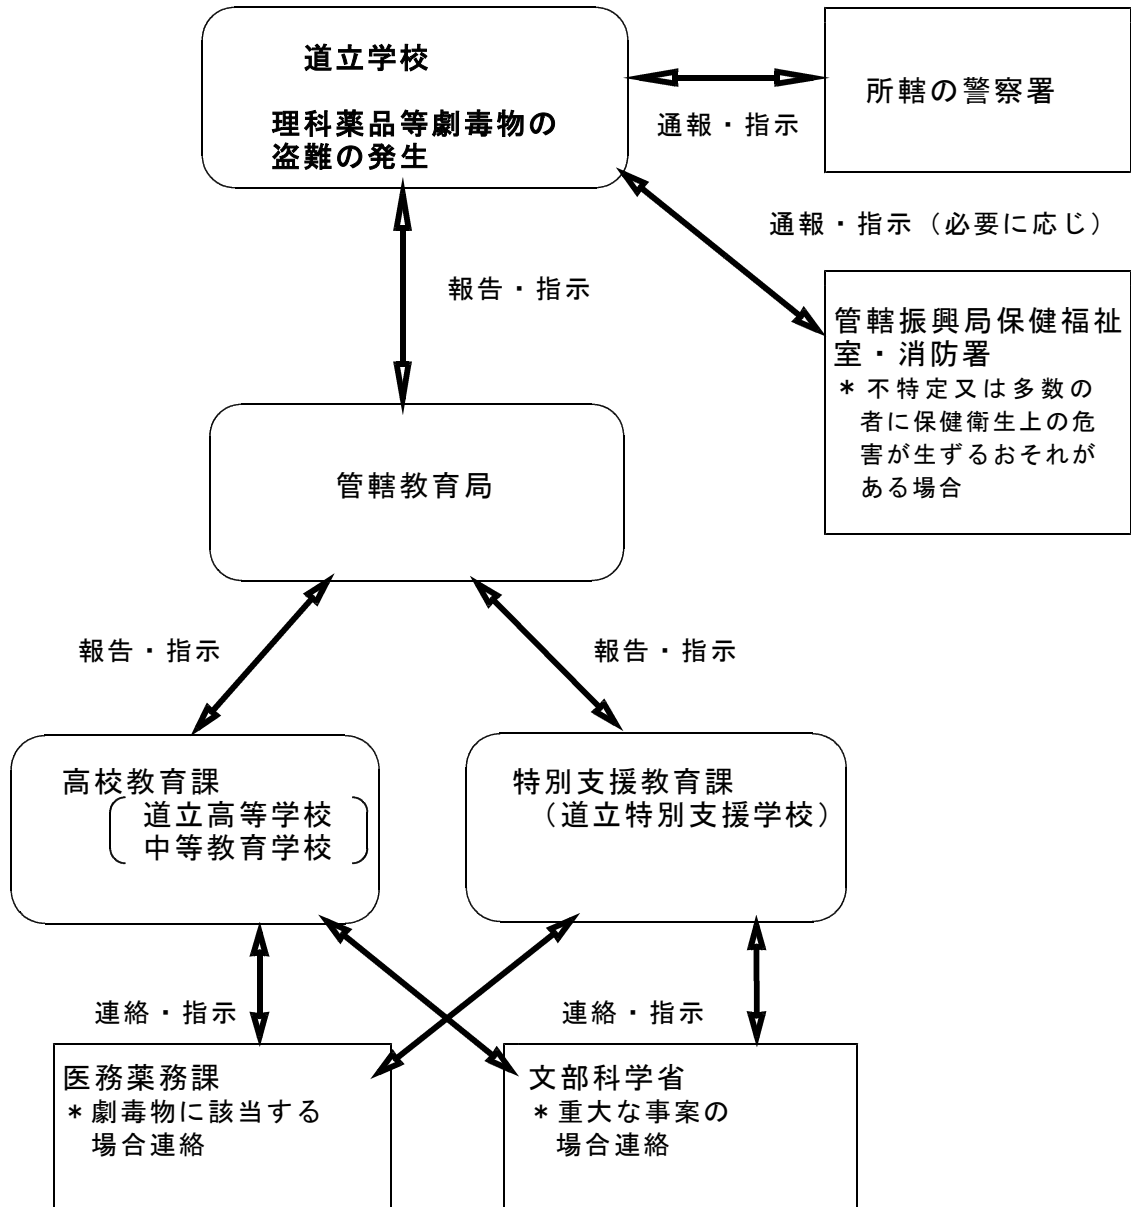 道立学校
理科薬品等劇毒物の
盗難の発生
所轄の警察署
通報・指示
通報・指示（必要に応じ）
報告・指示
管轄振興局保健福祉
室・消防署
＊不特定又は多数の
者に保健衛生上の危
害が生ずるおそれが
ある場合
管轄教育局
報告・指示
報告・指示
高校教育課
道立高等学校
中等教育学校
特別支援教育課
（道立特別支援学校）
連絡・指示
連絡・指示
医務薬務課
＊劇毒物に該当する
場合連絡
文部科学省
＊重大な事案の
場合連絡